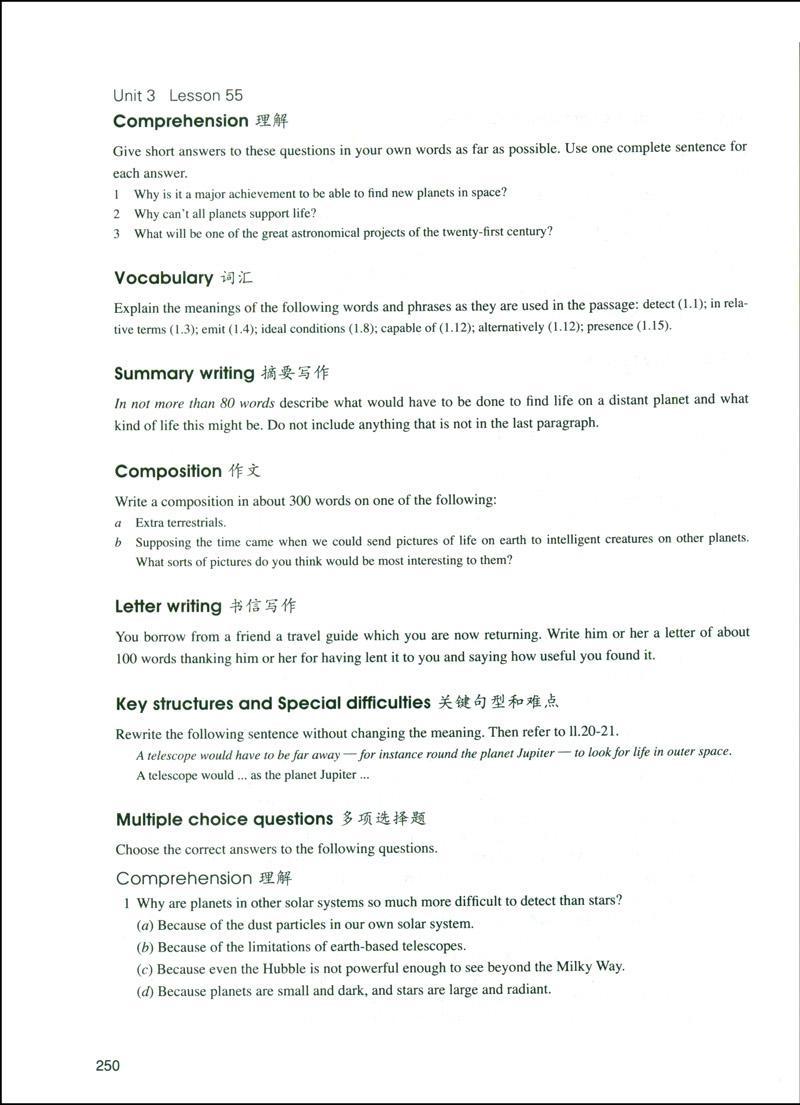 Unit 3 Lesson 55
Comprehension 理解
Give short answers to these questions in your own words as far as possible. Use one complete sentence for
each answer.
1 Why is it a major achievement to be able to find new planets in space?
2 Why can't all planets support life?
3 What will be one of the great astronomical projects of the twenty-first century?
Vocabulary 词汇
Explain the meanings of the following words and phrases as they are used in the passage: detect (1.1); in rela-
tive terms (1.3); emit (1.4); ideal conditions (1.8); capable of (1.12); alternatively (1.12); presence (1.15).
Summary writing 摘要写作
In not more than 80 words describe what would have to be done to find life on a distant planet and what
kind of life this might be. Do not include anything that is not in the last paragraph.
Composition 作文
Write a composition in about 300 words on one of the following:
a Extra terrestrials.
b Supposing the time came when we could send pictures of life on earth to intelligent creatures on other planets.
What sorts of pictures do you think would be most interesting to them?
Letter writing 书信写作
You borrow from a friend a travel guide which you are now returning. Write him or her a letter of about
100 words thanking him or her for having lent it to you and saying how useful you found it.
Key structures and Special difficulties 关键句型和难点
Rewrite the following sentence without changing the meaning. Then refer to ll.20-21.
A telescope would have to be far away — for instance round the planet Jupiter — to look for life in outer space.
A telescope would ... as the planet Jupiter ...
Multiple choice questions 多项选择题
Choose the correct answers to the following questions.
Comprehension 理解
1 Why are planets in other solar systems so much more difficult to detect than stars?
(a) Because of the dust particles in our own solar system.
(b) Because of the limitations of earth-based telescopes.
(c) Because even the Hubble is not powerful enough to see beyond the Milky Way.
(d) Because planets are small and dark, and stars are large and radiant.
250